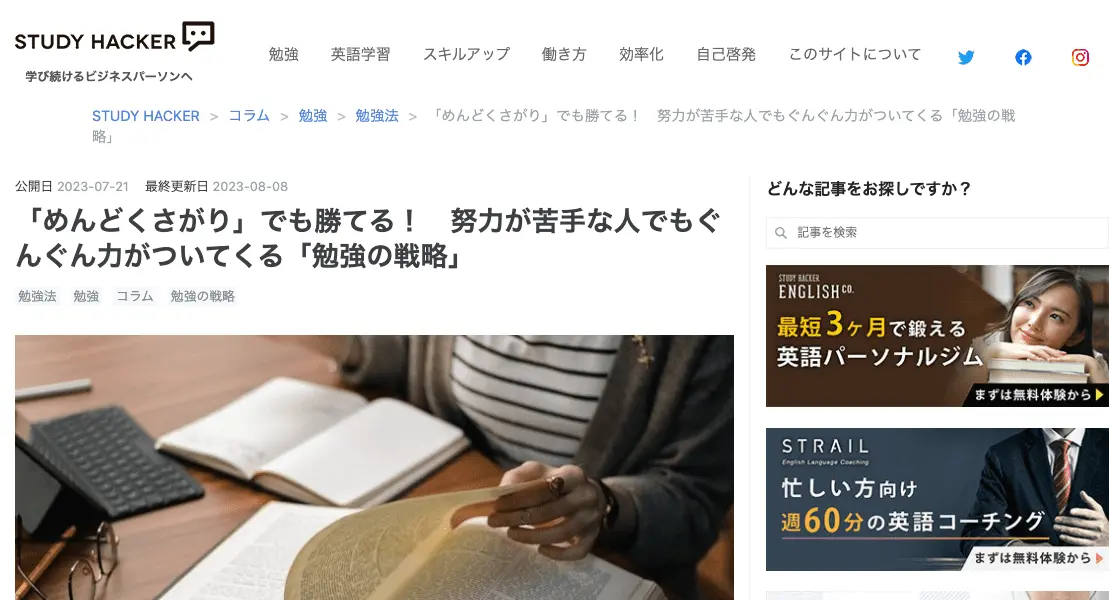 STUDY HACKER
学び続けるビジネスパーソンへ
勉強 英語学習 スキルアップ 働き方 効率化 自己啓発 このサイトについて
STUDY HACKER > コラム > 勉強 > 勉強法 > 「めんどくさがり」でも勝てる！　努力が苦手な人でもぐんぐん力がついてくる「勉強の戦
略」
公開日 2023-07-21 最終更新日 2023-08-08
「めんどくさがり」でも勝てる！　努力が苦手な人でもぐ
んぐん力がついてくる「勉強の戦略」
勉強法 勉強 コラム 勉強の戦略
どんな記事をお探しですか？
記事を検索
STUDY HACKER
ENGLISH CO.
最短3ヶ月で鍛える
英語パーソナルジム
まずは無料体験から
STRAIL
English Language Coaching
忙しい方向け
週60分の英語コーチング
まずは無料体験から